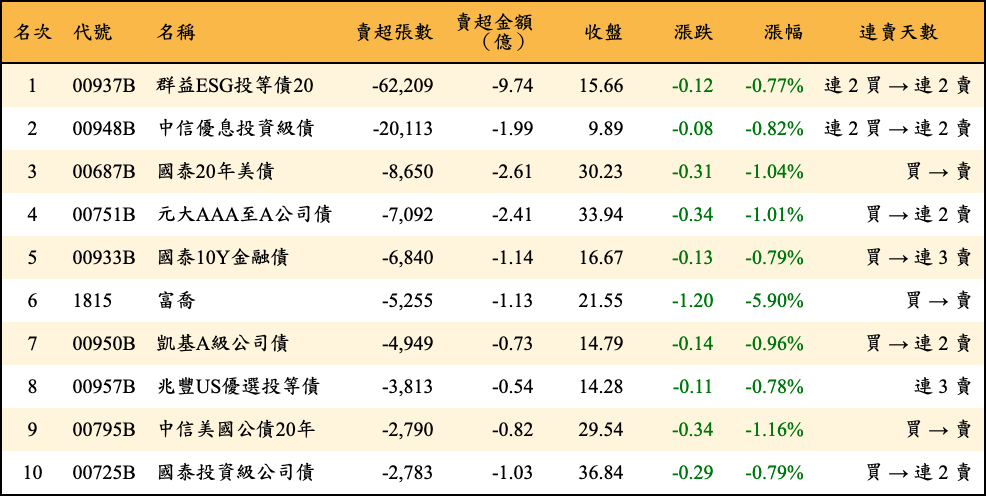 名次 代號 名稱 賣超張數 賣超金額（億） 收盤 漲跌 漲幅 連賣天數
1 00937B 群益ESG投等債20 -62,209 -9.74 15.66 -0.12 -0.77% 連 2 買 → 連 2 賣
2 00948B 中信優息投資級債 -20,113 -1.99 9.89 -0.08 -0.82% 連 2 買 → 連 2 賣
3 00687B 國泰20年美債 -8,650 -2.61 30.23 -0.31 -1.04% 買 → 賣
4 00751B 元大AAA至A公司債 -7,092 -2.41 33.94 -0.34 -1.01% 買 → 連 2 賣
5 00933B 國泰10Y金融債 -6,840 -1.14 16.67 -0.13 -0.79% 買 → 連 3 賣
6 1815 富喬 -5,255 -1.13 21.55 -1.20 -5.90% 買 → 賣
7 00950B 凱基A級公司債 -4,949 -0.73 14.79 -0.14 -0.96% 買 → 連 2 賣
8 00957B 兆豐US優選投等債 -3,813 -0.54 14.28 -0.11 -0.78% 連 3 賣
9 00795B 中信美國公債20年 -2,790 -0.82 29.54 -0.34 -1.16% 買 → 賣
10 00725B 國泰投資級公司債 -2,783 -1.03 36.84 -0.29 -0.79% 買 → 連 2 賣